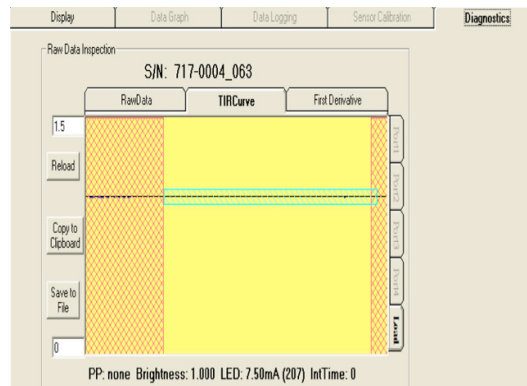 Display Data Graph Data Logging Sensor Calibration Diagnostics
Raw Data Inspection
S/N: 717-0004_063
RawData TIRCurve First Derivative
1.5
Reload
Copy to
Clipboard
Save to
File
0
Port1
Port2
Port3
Port4
Load
PP: none Brightness: 1.000 LED: 7.50mA (207) IntTime: 0